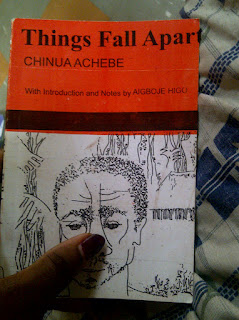 Things Fall Apart
CHINUA ACHEBE
With Introduction and Notes by AIGBOJE HIGO